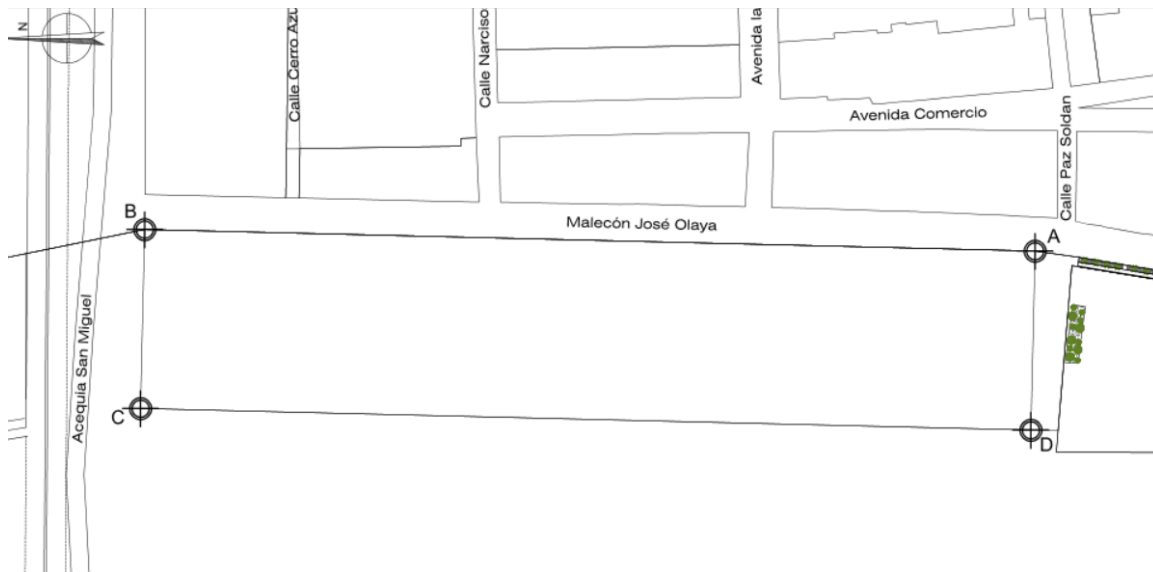 N
Calle Cerro Azu
Calle Narciso
Avenida la
Avenida Comercio
Calle Paz Soldan
B
Malecón José Olaya
A
Acequia San Miguel
C
D